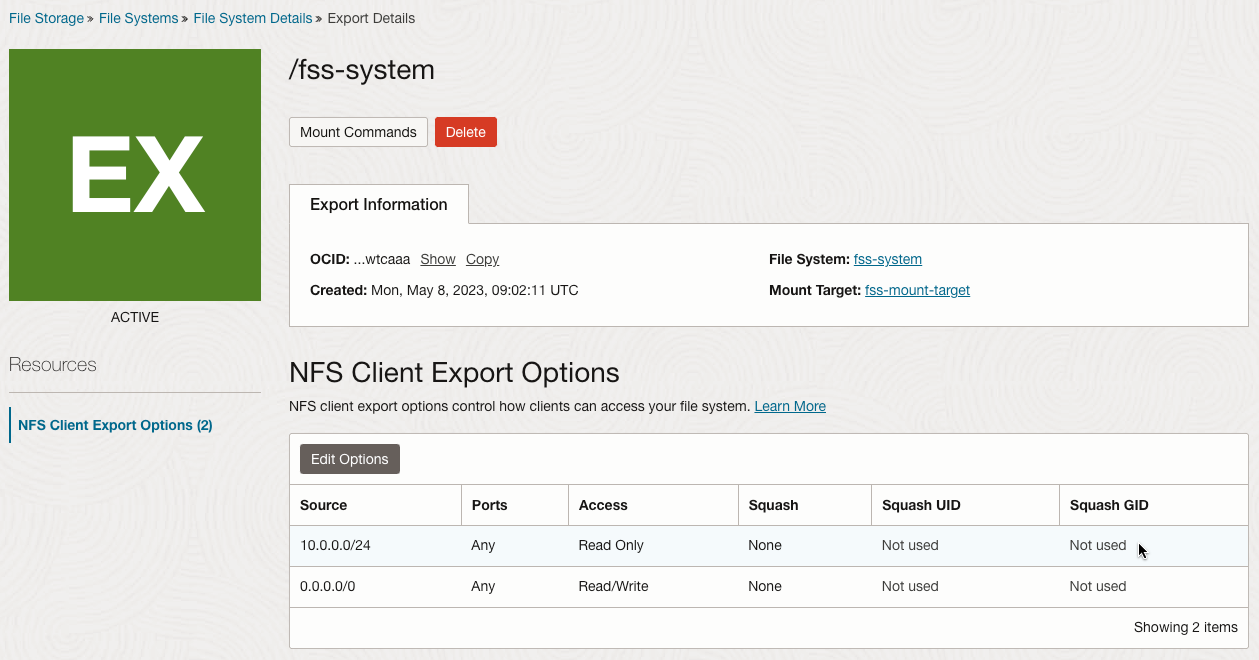 File Storage » File Systems » File System Details » Export Details
EX
ACTIVE
/fss-system
Mount Commands Delete
Export Information
OCID: ...wtcaaa Show Copy File System: fss-system
Created: Mon, May 8, 2023, 09:02:11 UTC Mount Target: fss-mount-target
Resources
NFS Client Export Options (2)
NFS Client Export Options
NFS client export options control how clients can access your file system. Learn More
Edit Options
Source Ports Access Squash Squash UID Squash GID
10.0.0.0/24 Any Read Only None Not used Not used
0.0.0.0/0 Any Read/Write None Not used Not used
Showing 2 items